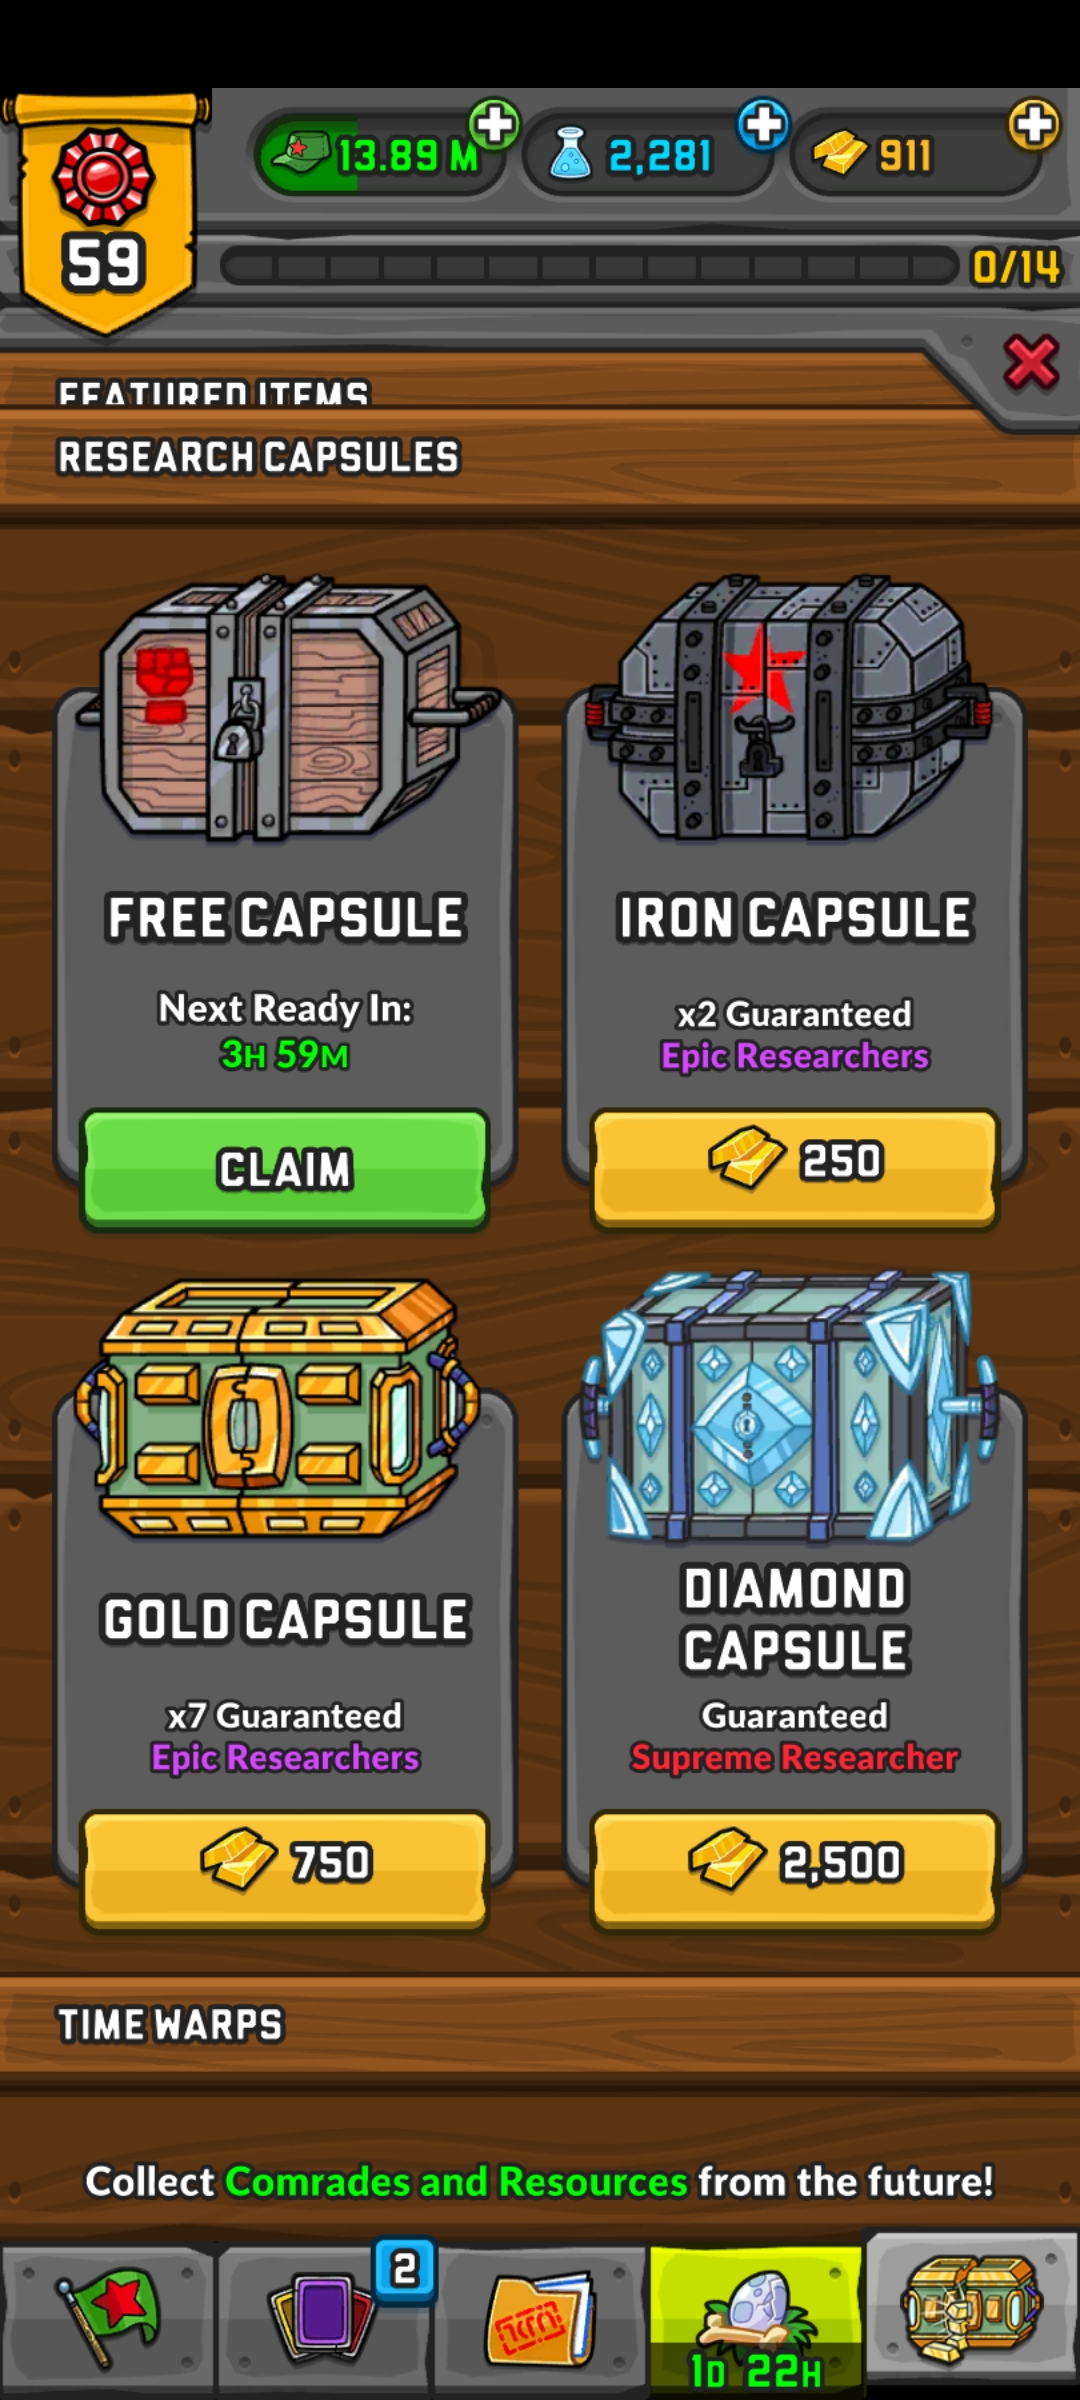 13.89 M
2,281
911
59
0/14
FEATURED ITEMS
RESEARCH CAPSULES
FREE CAPSULE
Next Ready In:
3H 59M
CLAIM
IRON CAPSULE
x2 Guaranteed
Epic Researchers
250
GOLD CAPSULE
x7 Guaranteed
Epic Researchers
750
DIAMOND
CAPSULE
Guaranteed
Supreme Researcher
2,500
TIME WARPS
Collect Comrades and Resources from the future!
2
1D 22H